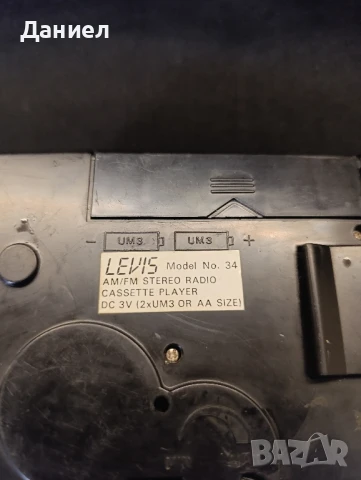 Даниел
- UM3 UM3 +
LEVIS Model No. 34
AM/FM STEREO RADIO
CASSETTE PLAYER
DC 3V (2xUM3 OR AA SIZE)
BAZAR